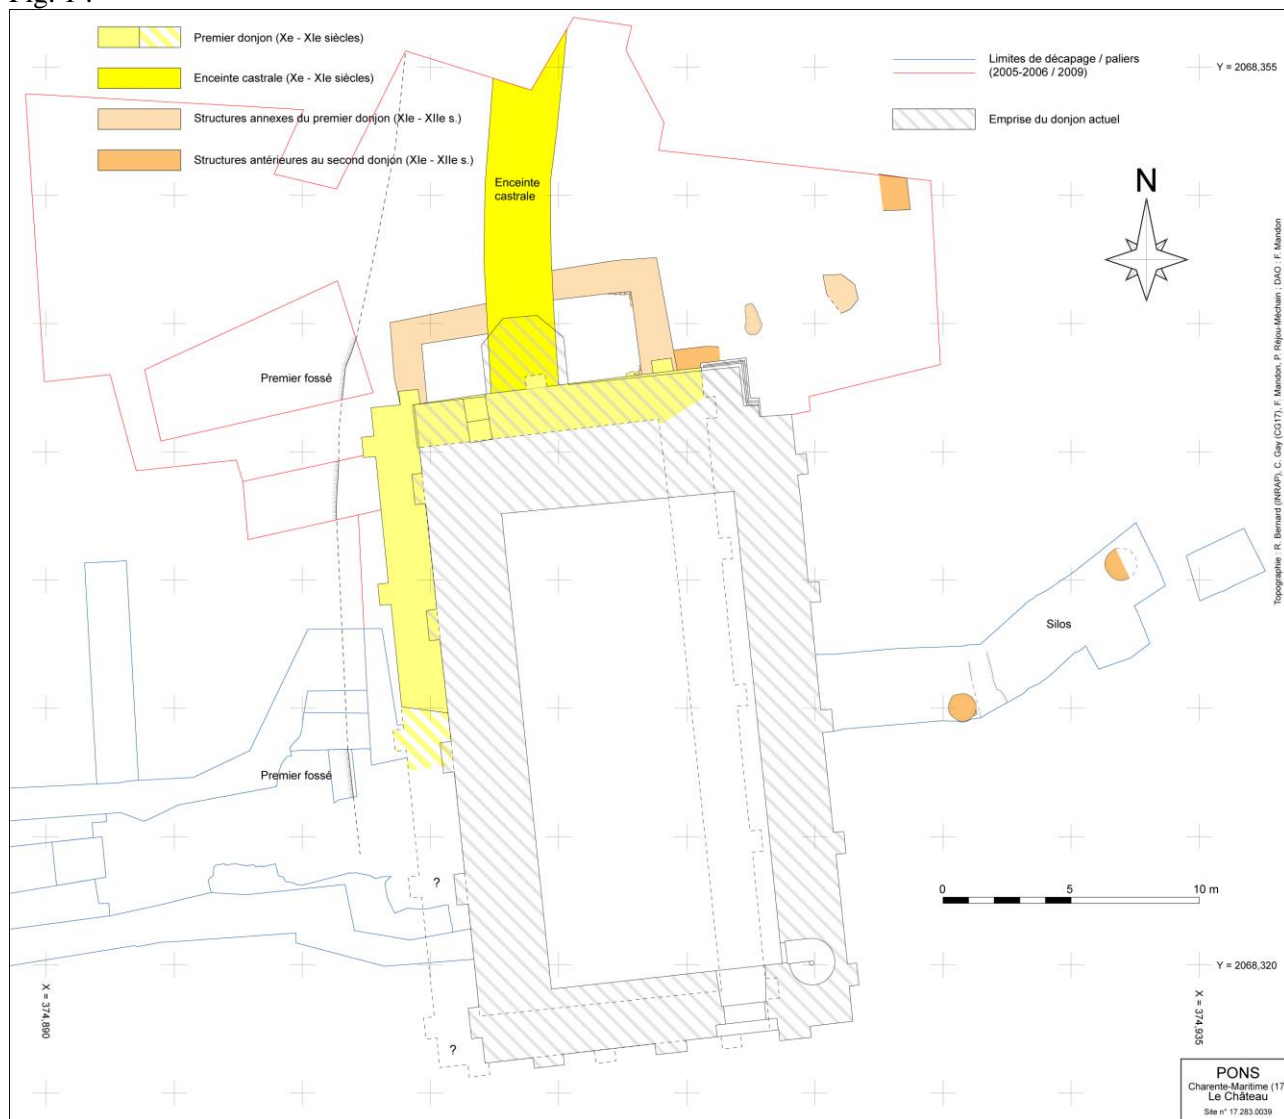 Fig. 14.
Premier donjon (Xe - XIe siècles)
Enceinte castrale (Xe - XIe siècles)
Structures annexes du premier donjon (XIe - XIIe s.)
Structures antérieures au second donjon (XIe - XIIe s.)
Limites de décapage / paliers
(2005-2006 / 2009)
Emprise du donjon actuel
Y = 2068,355
N
Enceinte
castrale
Premier fossé
Topographie : R. Bernard (INRAP), C. Gay (CG17), F. Mandon, P. Réjou-Méchain ; DAO : F. Mandon
Silos
Premier fossé
?
0 5 10 m
Y = 2068,320
X = 374,890
X = 374,935
?
PONS
Charente-Maritime (17
Le Château
Site n° 17.283.0039